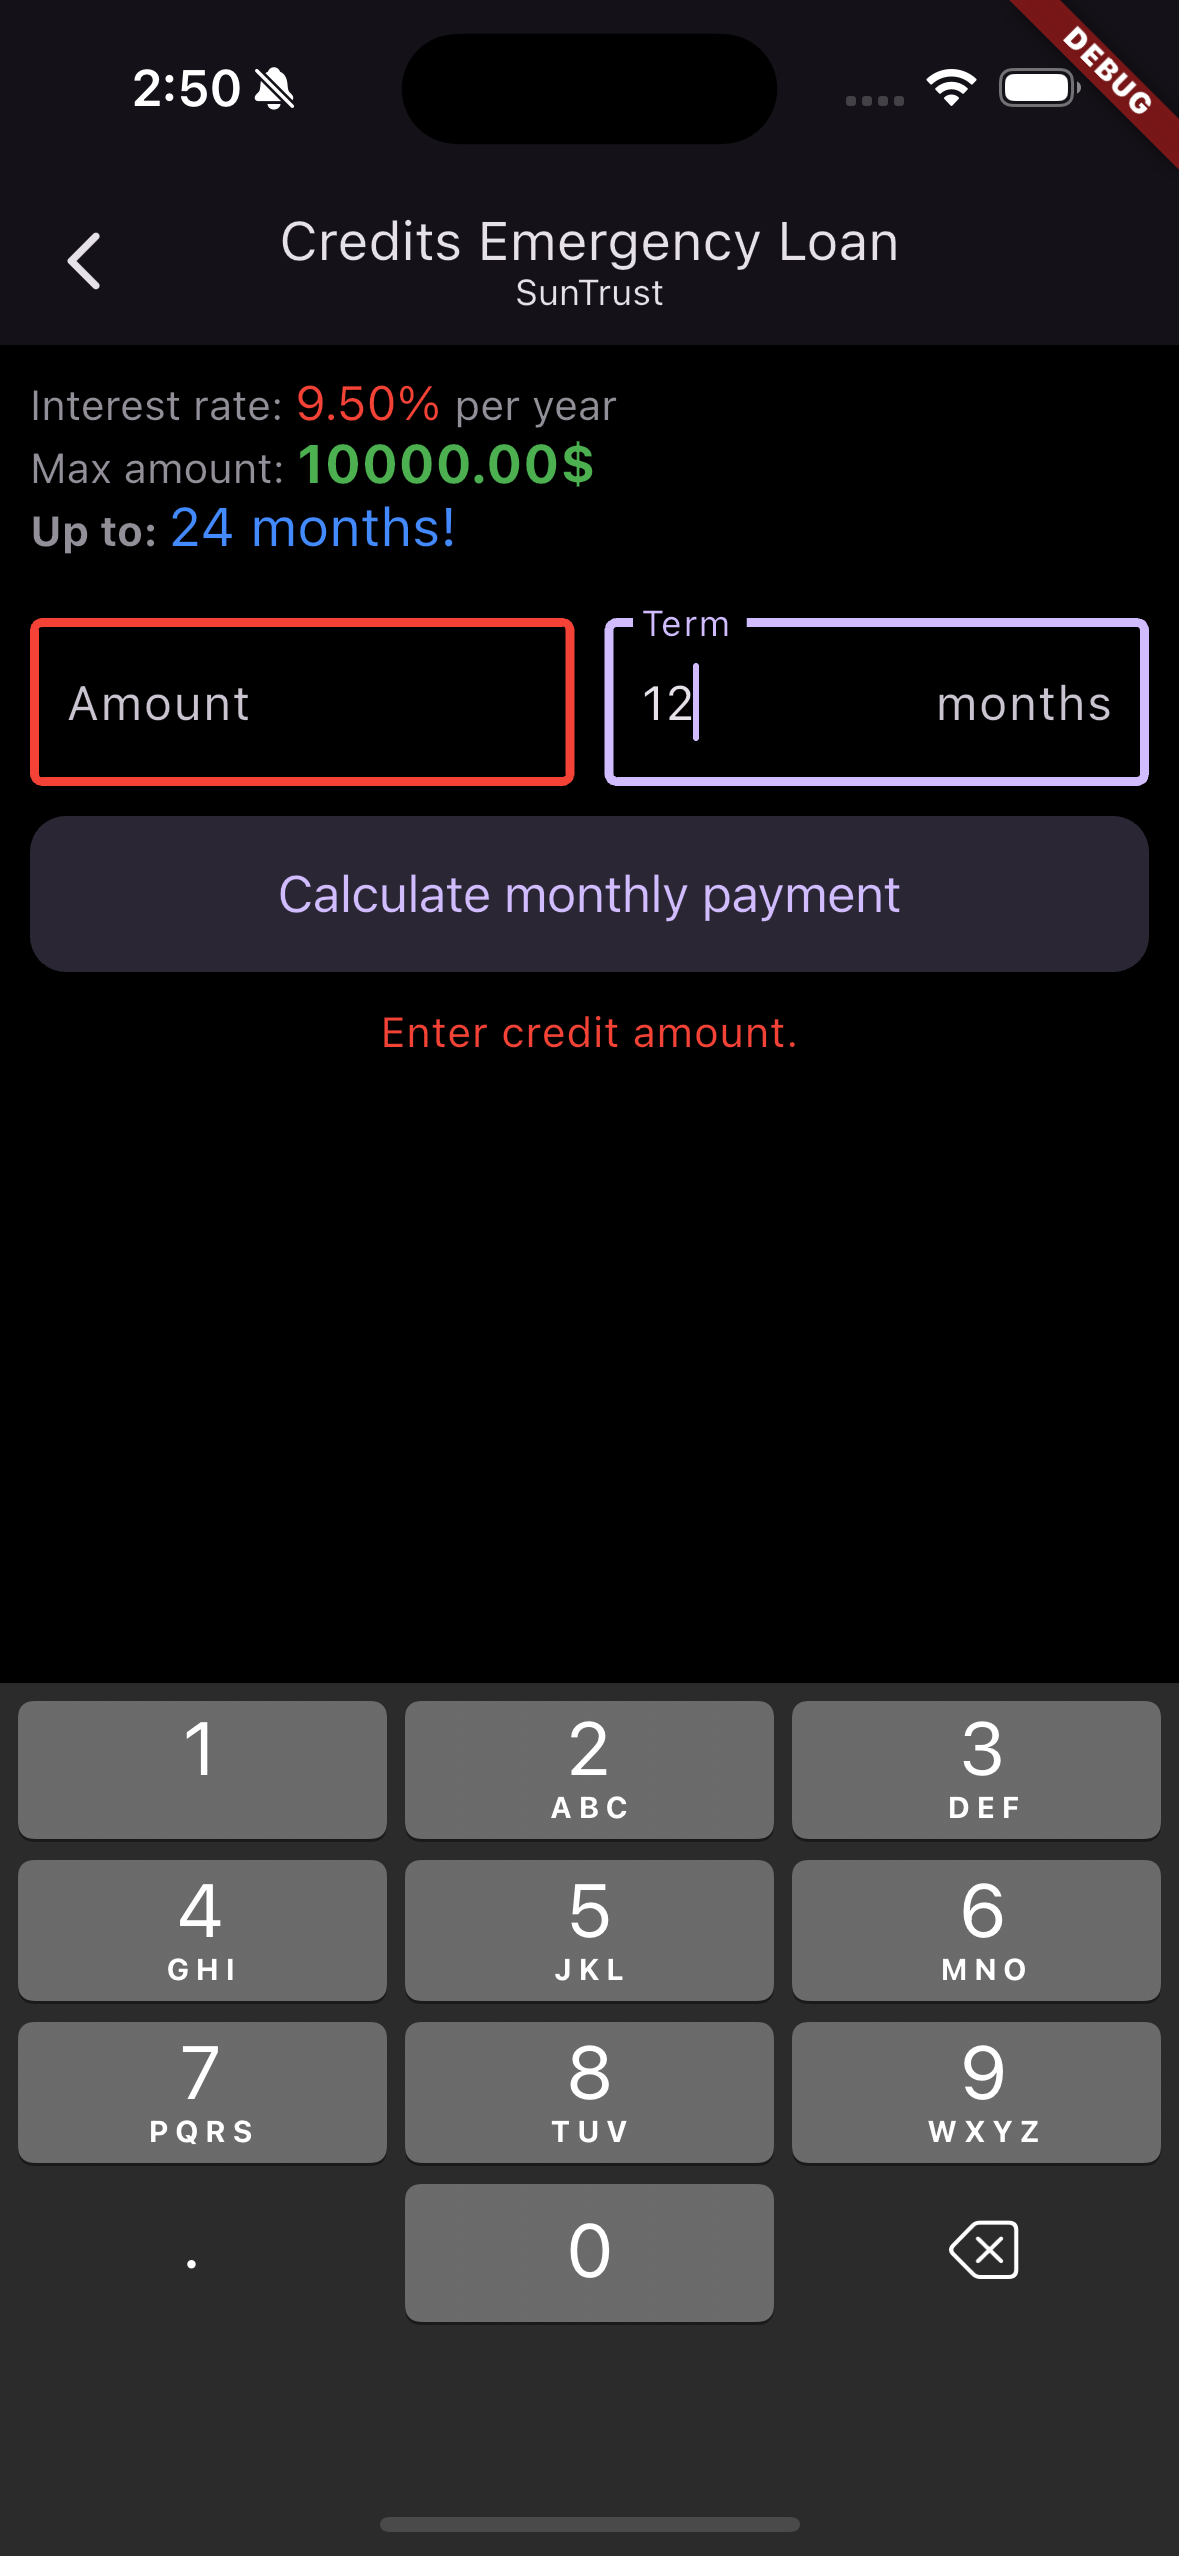 2:50
DEBUG
Credits Emergency Loan
SunTrust
Interest rate: 9.50% per year
Max amount: 10000.00$
Up to: 24 months!
Amount
Term
12 months
Calculate monthly payment
Enter credit amount.
1 2 3
ABC DEF
4 5 6
GHI JKL MNO
7 8 9
PQRS TUV WXYZ
. 0